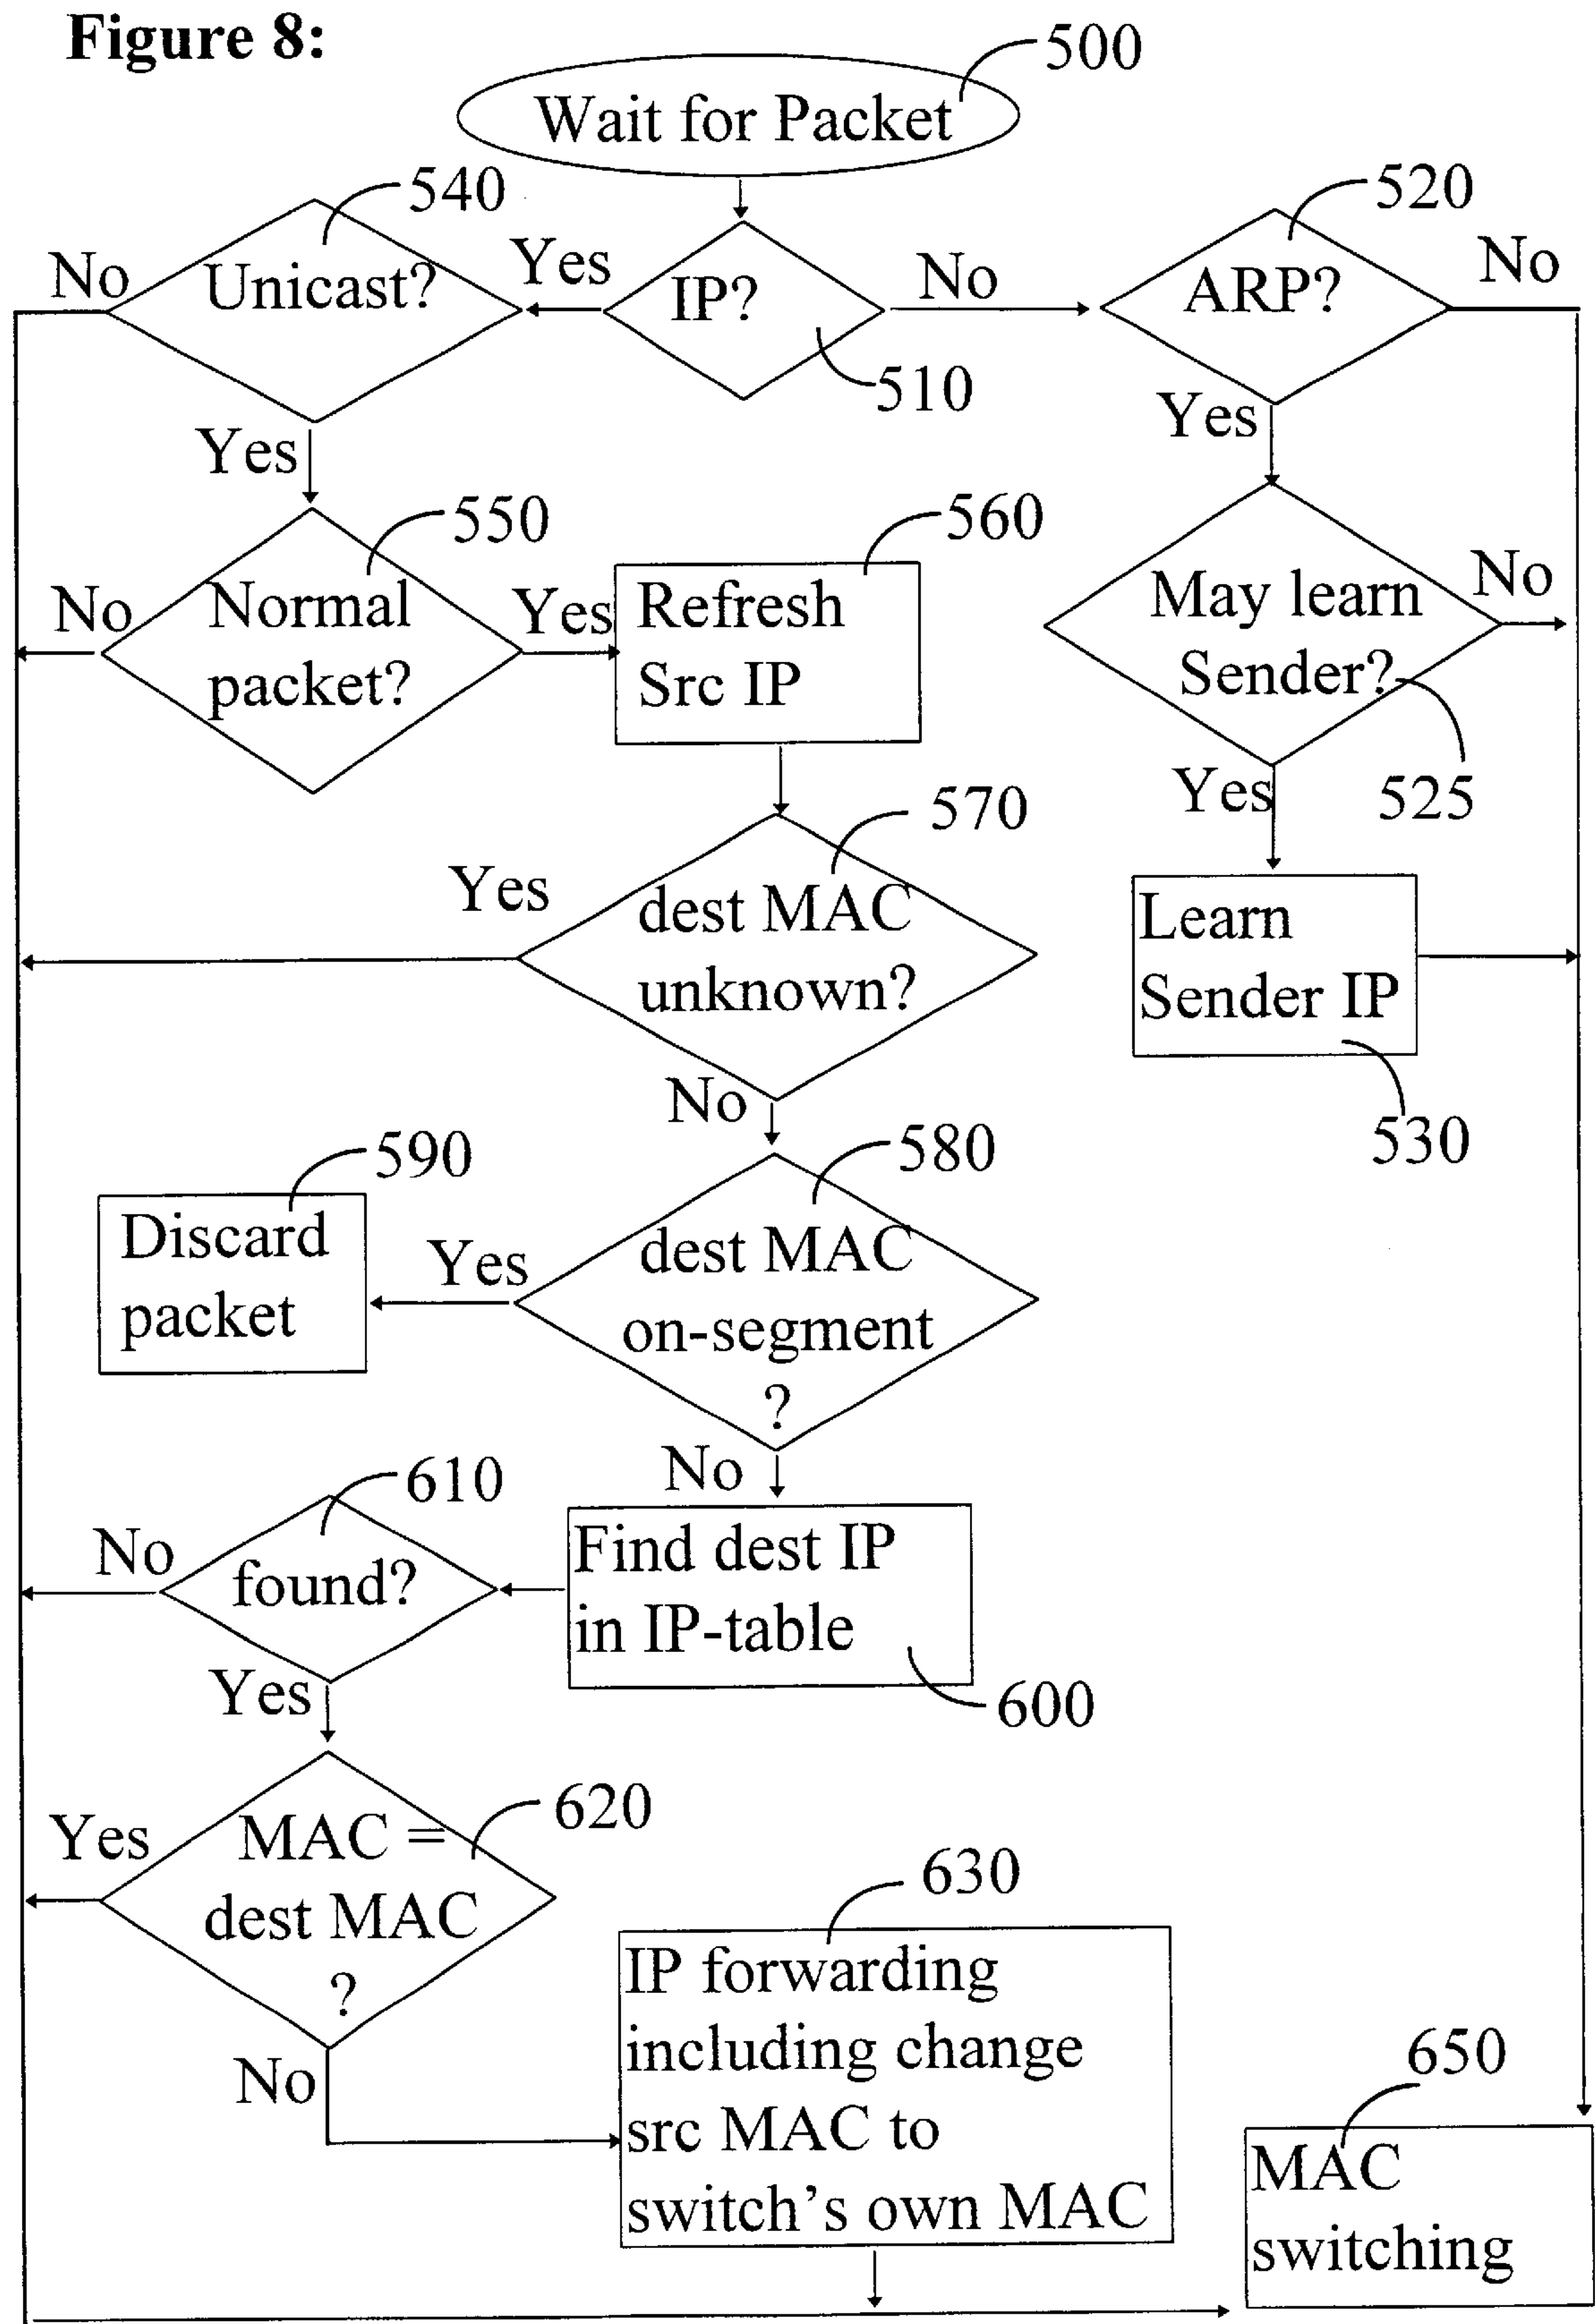 Figure 8:
500
Wait for Packet
540
520
No
Unicast?
Yes
IP?
No
ARP?
No
510
Yes
Yes
550
560
No
Normal
packet?
Yes
Refresh
Src IP
May learn
Sender?
No
525
Yes
570
Yes
dest MAC
unknown?
Learn
Sender IP
530
No
590
580
Discard
packet
Yes
dest MAC
on-segment
?
No
610
No
found?
Find dest IP
in IP-table
600
Yes
620
Yes
MAC =
dest MAC
?
630
No
IP forwarding
including change
src MAC to
switch's own MAC
650
MAC
switching